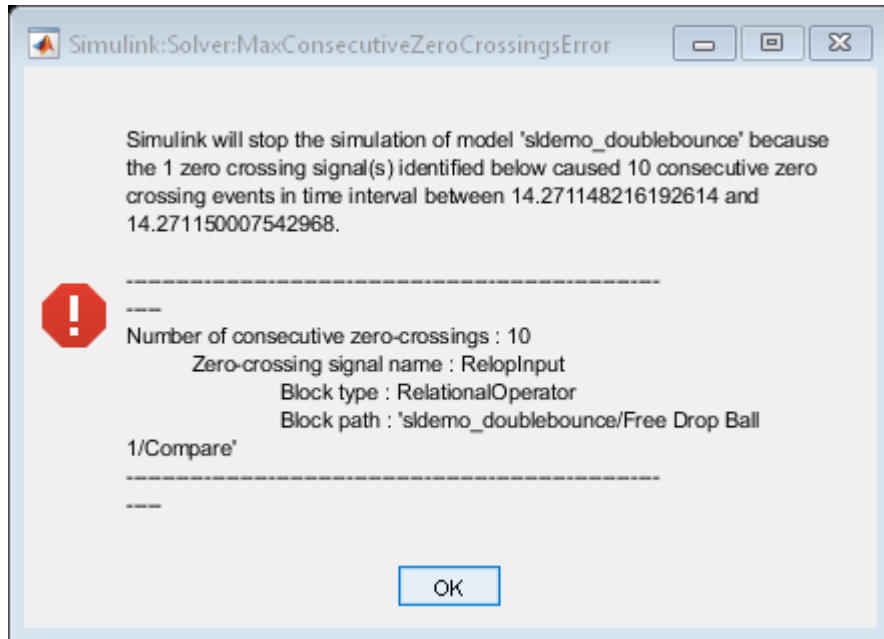 Simulink:Solver:MaxConsecutiveZeroCrossingsError
Simulink will stop the simulation of model 'sldemo_doublebounce' because
the 1 zero crossing signal(s) identified below caused 10 consecutive zero
crossing events in time interval between 14.271148216192614 and
14.271150007542968.
--------------------------------------------------------------------------------
-----
Number of consecutive zero-crossings : 10
Zero-crossing signal name : RelopInput
Block type : RelationalOperator
Block path : 'sldemo_doublebounce/Free Drop Ball
1/Compare'
--------------------------------------------------------------------------------
-----
OK